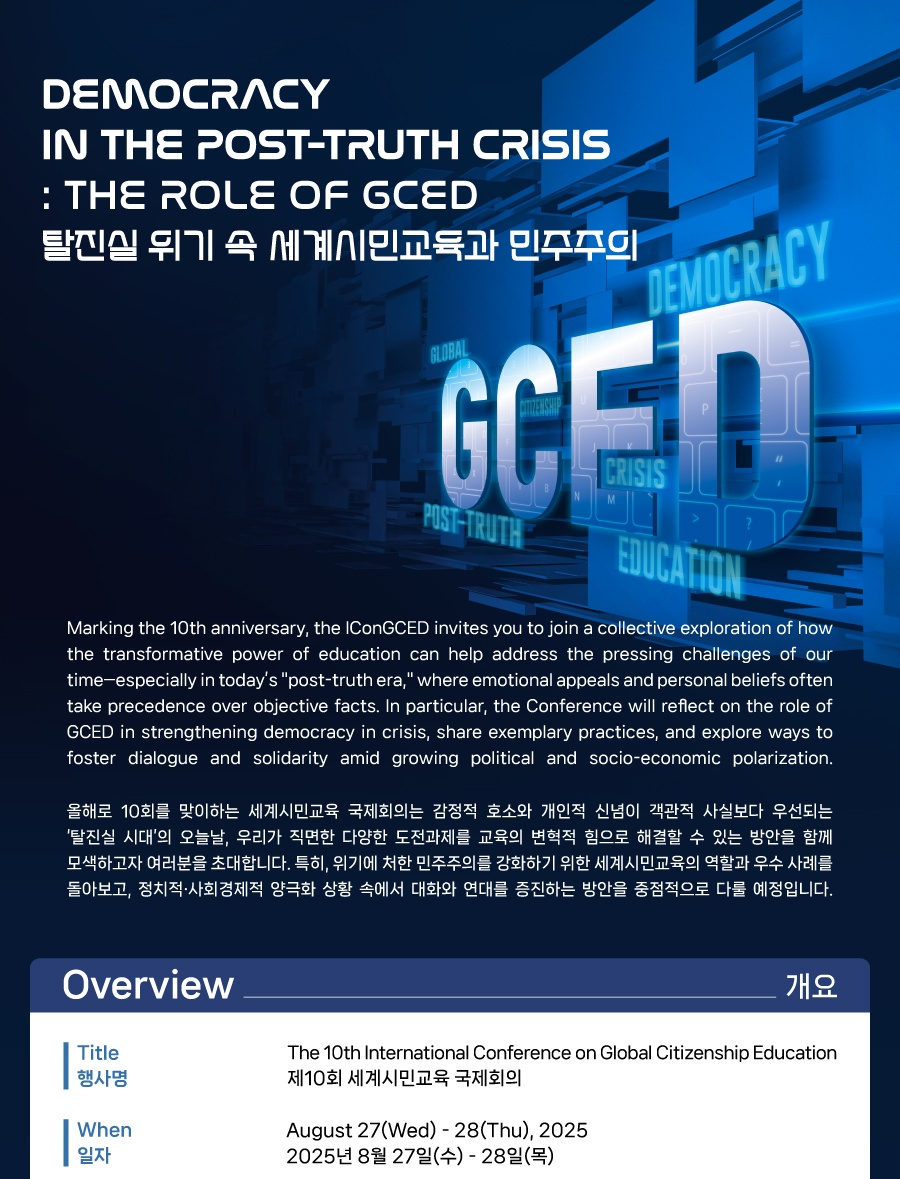 DEMOCRACY
IN THE POST-TRUTH CRISIS
: THE ROLE OF GCED
탈진실 위기 속 세계시민교육과 민주주의
DEMOCRACY
GLOBAL
GCED
CITIZENSHIP
CRISIS
POST-TRUTH
EDUCATION
Marking the 10th anniversary, the IConGCED invites you to join a collective exploration of how
the transformative power of education can help address the pressing challenges of our
time—especially in today's "post-truth era," where emotional appeals and personal beliefs often
take precedence over objective facts. In particular, the Conference will reflect on the role of
GCED in strengthening democracy in crisis, share exemplary practices, and explore ways to
foster dialogue and solidarity amid growing political and socio-economic polarization.
올해로 10회를 맞이하는 세계시민교육 국제회의는 감정적 호소와 개인적 신념이 객관적 사실보다 우선되는
'탈진실 시대'의 오늘날, 우리가 직면한 다양한 도전과제를 교육의 변혁적 힘으로 해결할 수 있는 방안을 함께
모색하고자 여러분을 초대합니다. 특히, 위기에 처한 민주주의를 강화하기 위한 세계시민교육의 역할과 우수 사례를
돌아보고, 정치적·사회경제적 양극화 상황 속에서 대화와 연대를 증진하는 방안을 중점적으로 다룰 예정입니다.
Overview 개요
Title The 10th International Conference on Global Citizenship Education
행사명 제10회 세계시민교육 국제회의
When August 27(Wed) - 28(Thu), 2025
일자 2025년 8월 27일(수) - 28일(목)